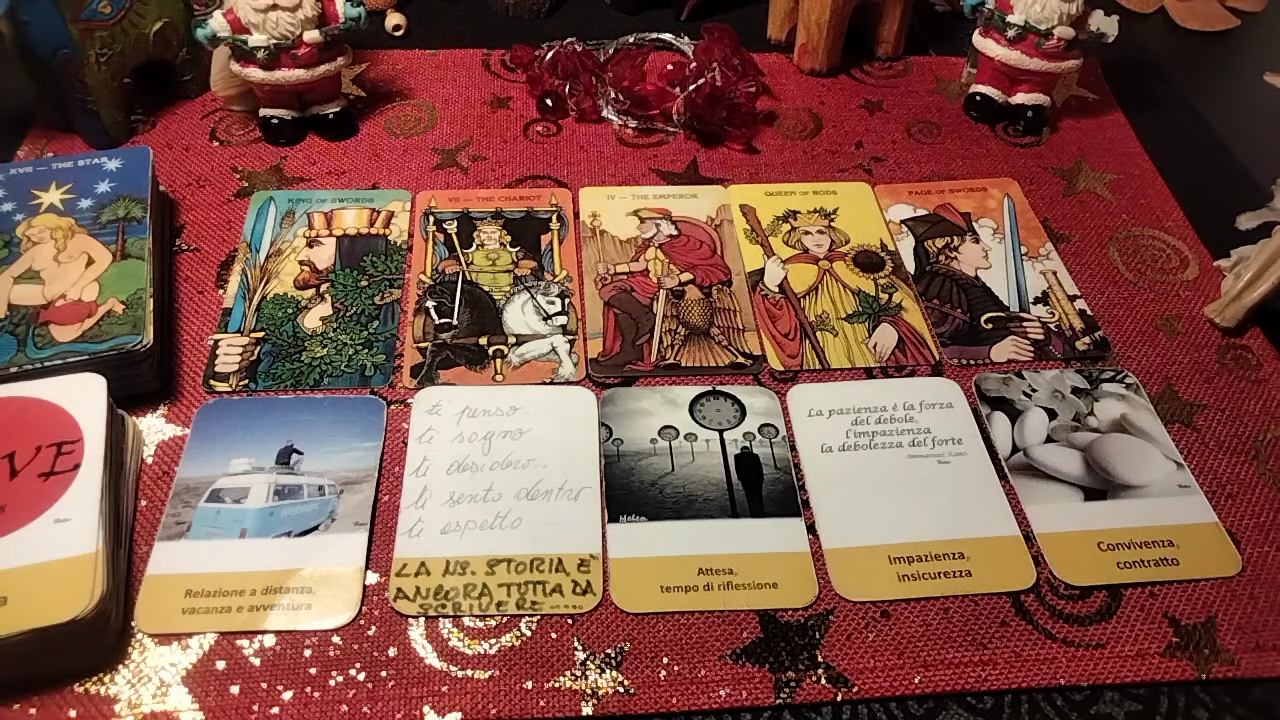 XVII — THE STAR
KING OF SWORDS
VII — THE CHARIOT
IV — THE EMPEROR
QUEEN OF RODS
PAGE OF SWORDS
VE
Relazione a distanza,
vacanza e avventura
ti penso..
ti sogno
ti desidero...
ti sento dentro
ti aspetto
LA NS. STORIA È
ANCORA TUTTA DA
SCRIVERE.....
Helen
Attesa,
tempo di riflessione
La pazienza è la forza
del debole,
l'impazienza
la debolezza del forte
-Immanuel Kant-
Impazienza,
insicurezza
Convivenza,
contratto